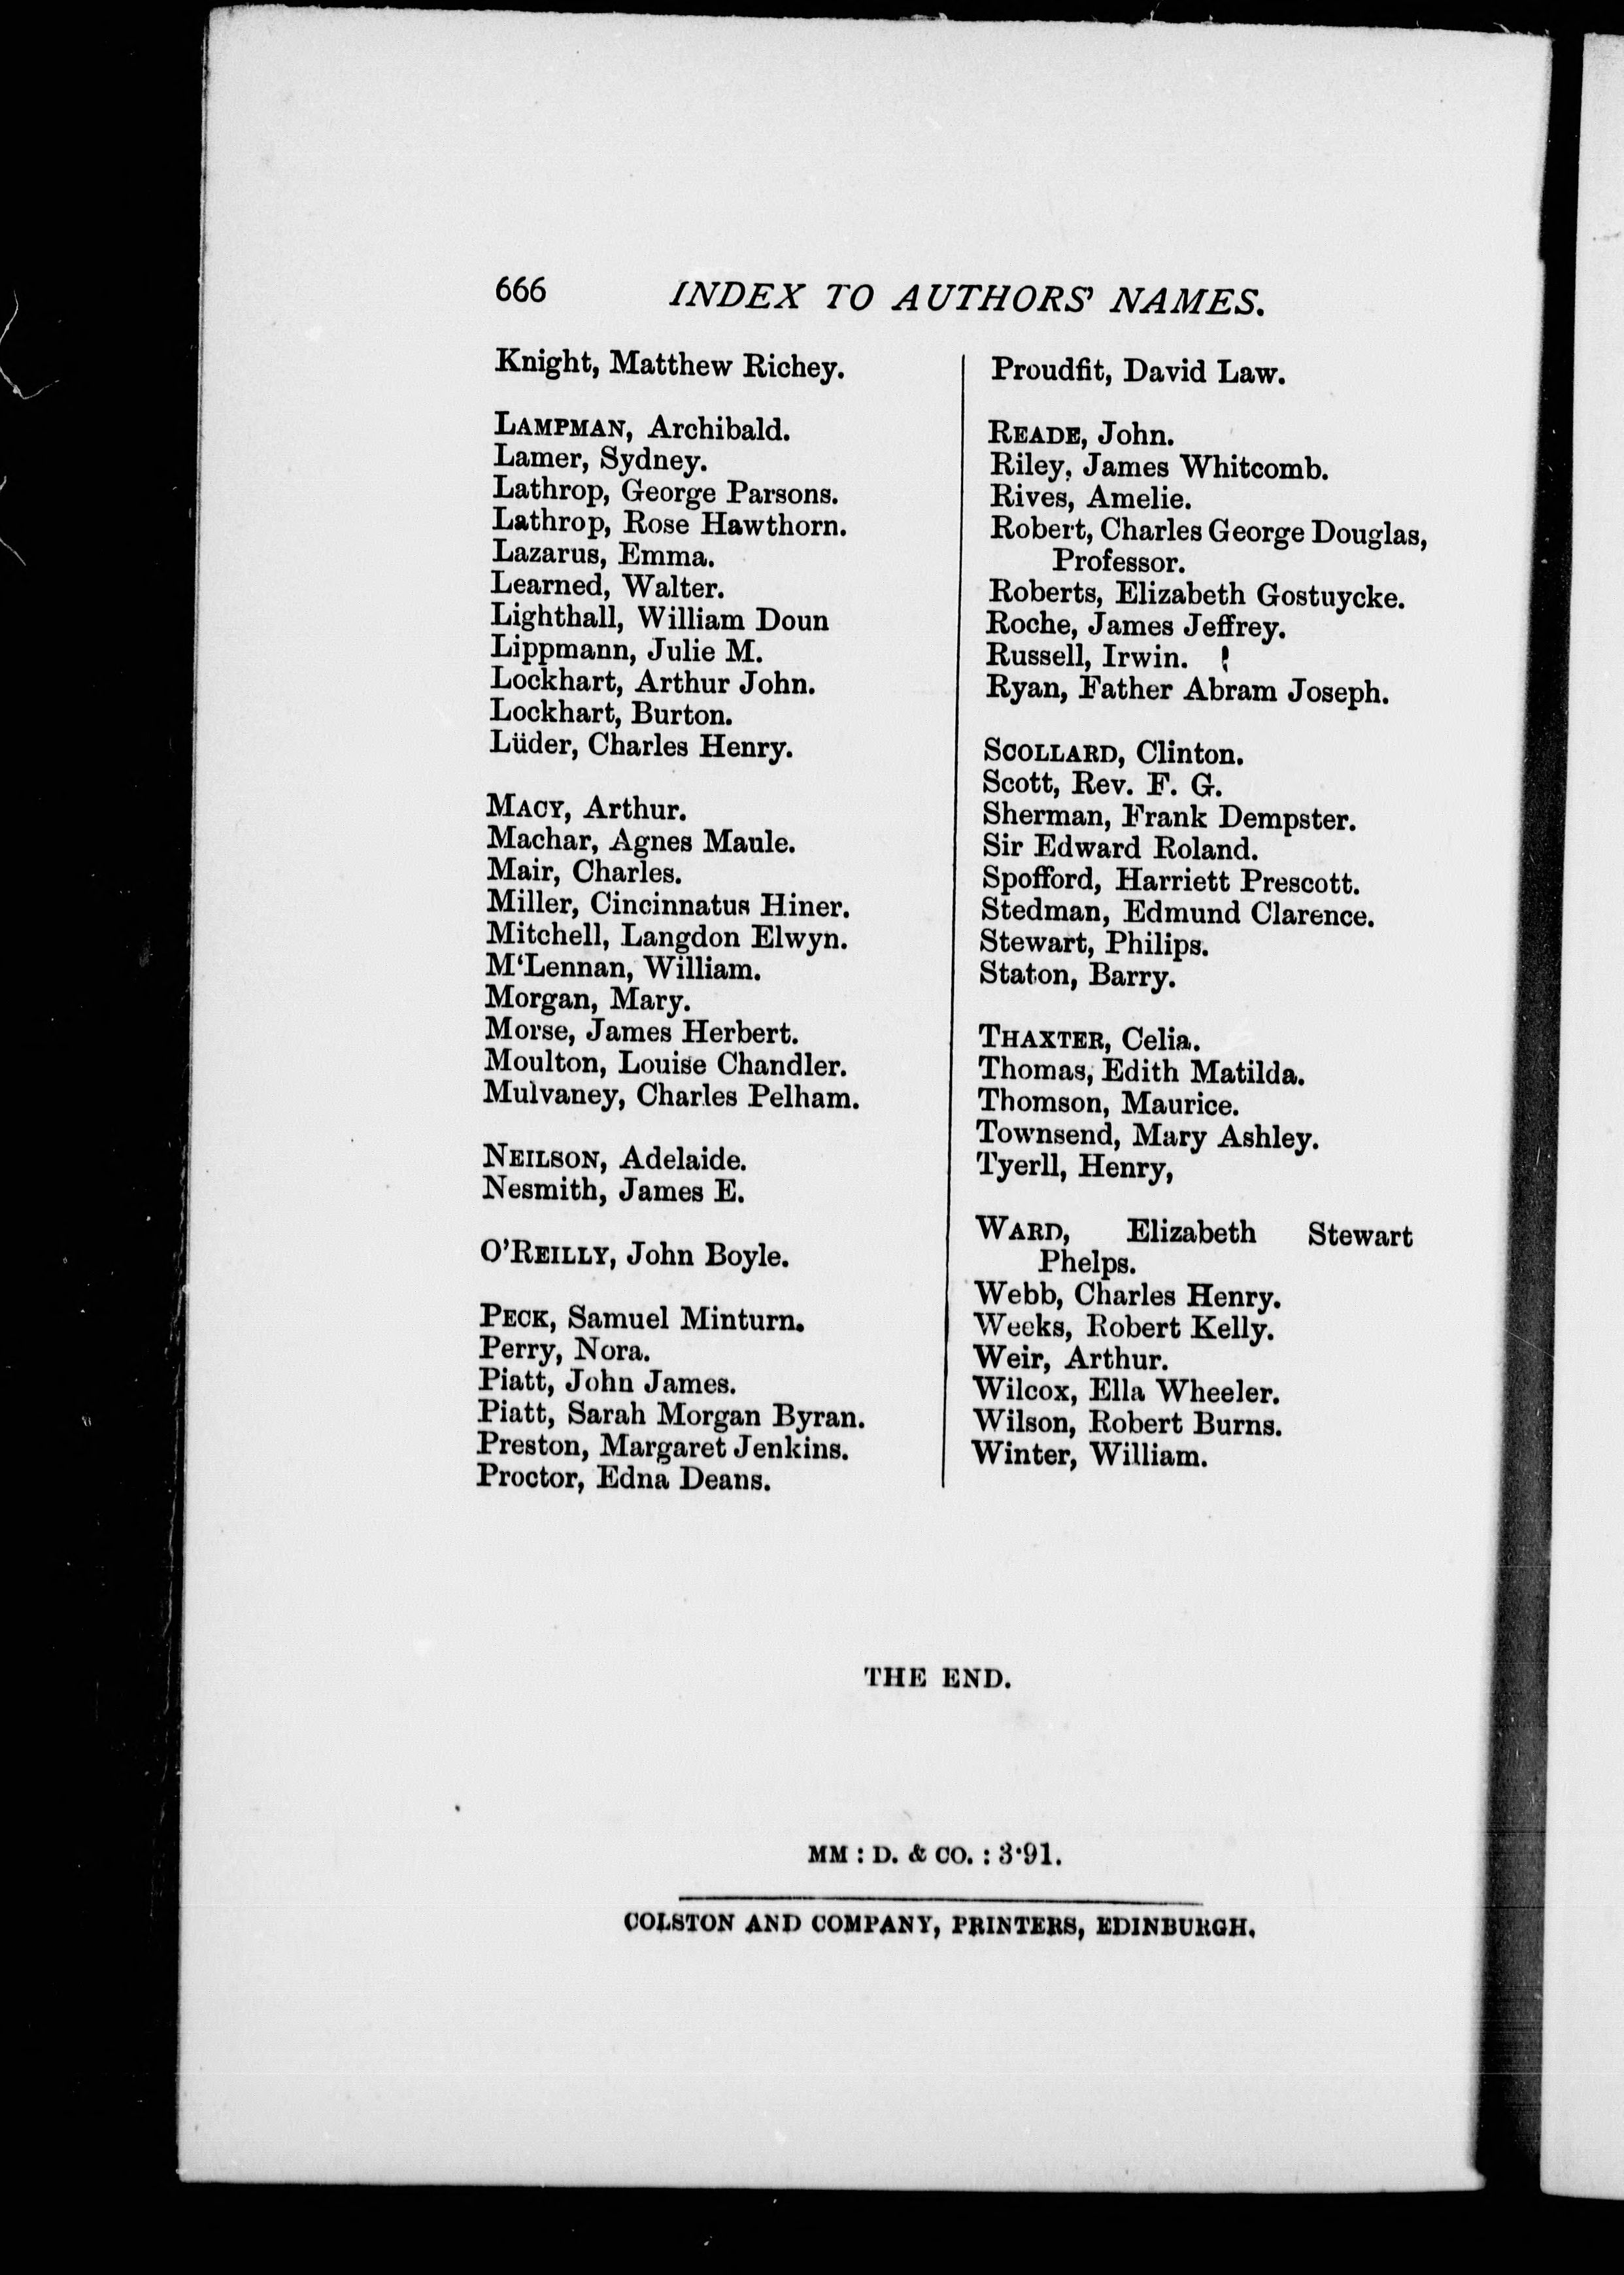 666 INDEX TO AUTHORS' NAMES.
Knight, Matthew Richey.
LAMPMAN, Archibald.
Lamer, Sydney.
Lathrop, George Parsons.
Lathrop, Rose Hawthorn.
Lazarus, Emma.
Learned, Walter.
Lighthall, William Doun
Lippmann, Julie M.
Lockhart, Arthur John.
Lockhart, Burton.
Lüder, Charles Henry.
MACY, Arthur.
Machar, Agnes Maule.
Mair, Charles.
Miller, Cincinnatus Hiner.
Mitchell, Langdon Elwyn.
M‘Lennan, William.
Morgan, Mary.
Morse, James Herbert.
Moulton, Louise Chandler.
Mulvaney, Charles Pelham.
NEILSON, Adelaide.
Nesmith, James E.
O'REILLY, John Boyle.
PECK, Samuel Minturn.
Perry, Nora.
Piatt, John James.
Piatt, Sarah Morgan Byran.
Preston, Margaret Jenkins.
Proctor, Edna Deans.
Proudfit, David Law.
READE, John.
Riley, James Whitcomb.
Rives, Amelie.
Robert, Charles George Douglas,
Professor.
Roberts, Elizabeth Gostuycke.
Roche, James Jeffrey.
Russell, Irwin.
Ryan, Father Abram Joseph.
SCOLLARD, Clinton.
Scott, Rev. F. G.
Sherman, Frank Dempster.
Sir Edward Roland.
Spofford, Harriett Prescott.
Stedman, Edmund Clarence.
Stewart, Philips.
Staton, Barry.
THAXTER, Celia.
Thomas, Edith Matilda.
Thomson, Maurice.
Townsend, Mary Ashley.
Tyerll, Henry,
WARD, Elizabeth Stewart
Phelps.
Webb, Charles Henry.
Weeks, Robert Kelly.
Weir, Arthur.
Wilcox, Ella Wheeler.
Wilson, Robert Burns.
Winter, William.
THE END.
MM : D. & CO. : 3·91.
COLSTON AND COMPANY, PRINTERS, EDINBURGH.